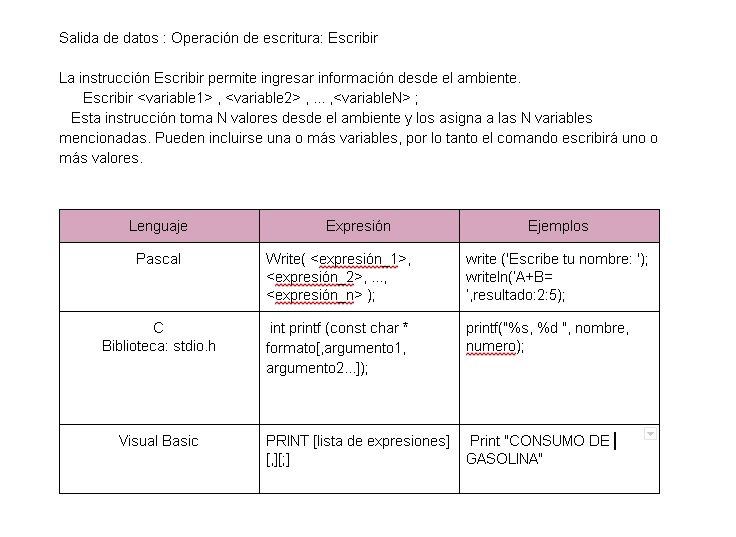 Salida de datos : Operación de escritura: Escribir
La instrucción Escribir permite ingresar información desde el ambiente.
Escribir <variable1> , <variable2> , ... ,<variableN> ;
Esta instrucción toma N valores desde el ambiente y los asigna a las N variables
mencionadas. Pueden incluirse una o más variables, por lo tanto el comando escribirá uno o
más valores.
Lenguaje
Expresión
Ejemplos
Pascal
Write( <expresión_1>,
<expresión_2>, ...,
<expresión_n> );
write ('Escribe tu nombre: ');
writeln('A+B=
',resultado:2:5);
C
Biblioteca: stdio.h
int printf (const char *
formato[,argumento1,
argumento2...]);
printf("%s, %d ", nombre,
numero);
Visual Basic
PRINT [lista de expresiones]
[,][;]
Print "CONSUMO DE
GASOLINA"